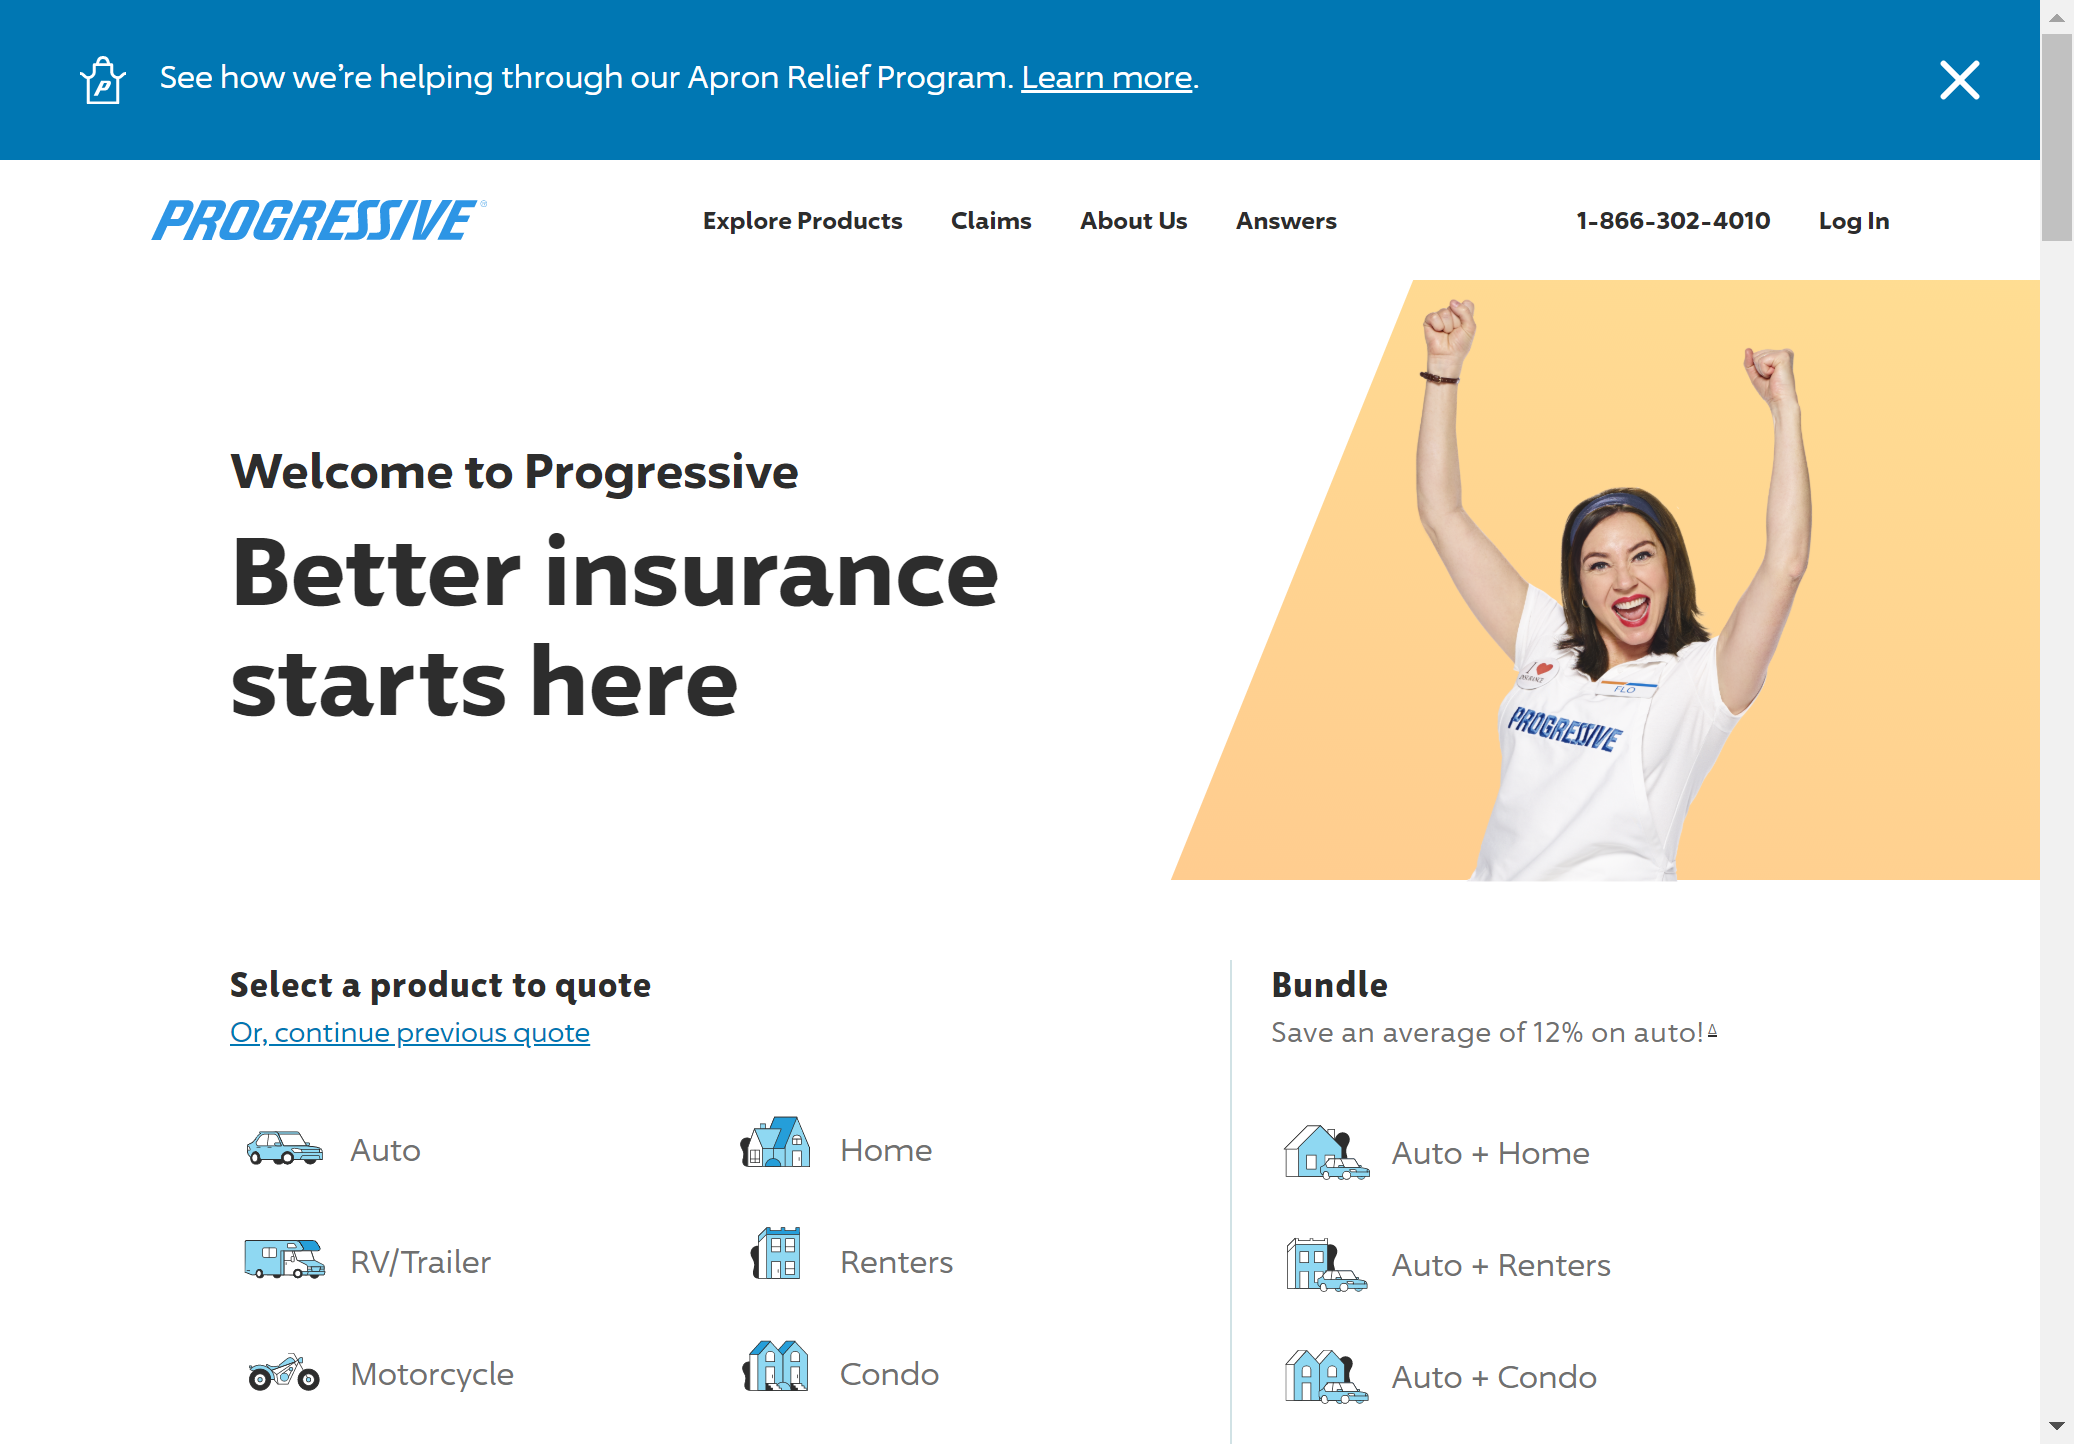 See how we’re helping through our Apron Relief Program. Learn more.
PROGRESSIVE®
Explore Products Claims About Us Answers 1-866-302-4010 Log In
Welcome to Progressive
Better insurance
starts here
I ❤
INSURANCE
FLO
PROGRESSIVE
Select a product to quote
Or, continue previous quote
Bundle
Save an average of 12% on auto!Δ
Auto
Home
Auto + Home
RV/Trailer
Renters
Auto + Renters
Motorcycle
Condo
Auto + Condo